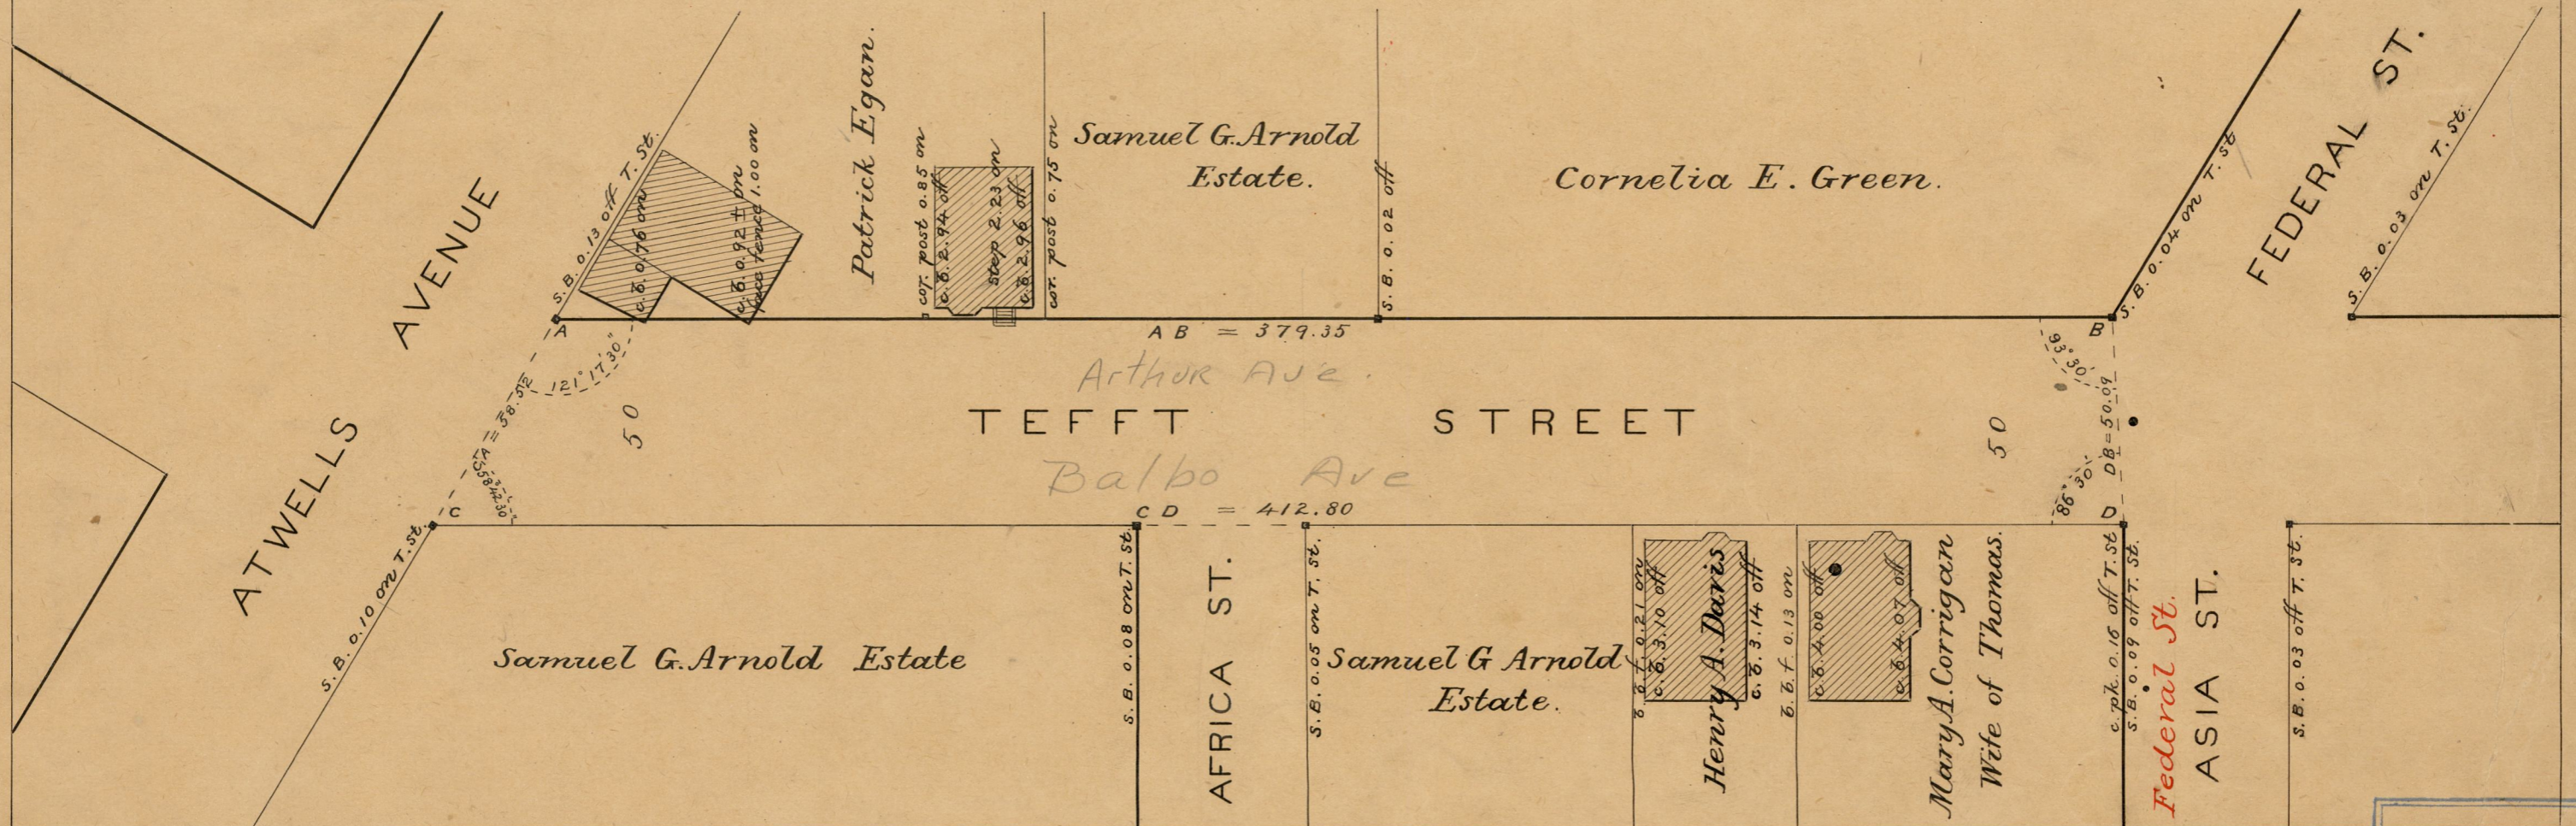 S. B. 0.13 off T. St.
c. b. 0.76 on
c. b. 0.92 ± on
face fence 1.00 on
Patrick Egan.
cor. post 0.85 on
c. b. 2.94 off
Step 2.23 on
c. b. 2.96 off
cor. post 0.75 on
Samuel G. Arnold
Estate.
S. B. 0.02 off
Cornelia E. Green.
S. B. 0.04 on T. St
FEDERAL ST.
S. B. 0.03 on T. St.
A
AB = 379.35
B
121° 17' 30"
93° 30'
Arthur Ave.
ATWELLS AVENUE
CA = 58.52
58° 42' 30"
50
TEFFT STREET
50
DB = 50.09
86° 30'
Balbo Ave
C
CD = 412.80
D
S. B. 0.10 on T. St.
Samuel G. Arnold Estate
S. B. 0.08 on T. St.
AFRICA ST.
S. B. 0.05 on T. St.
Samuel G Arnold
Estate.
b. b. f. 0.21 on
c. b. 3.10 off
Henry A. Davis
c. b. 3.14 off
b. b. f. 0.13 on
c. b. 4.00 off
c. b. 4.07 off
Mary A. Corrigan
Wife of Thomas.
c. pk. 0.16 off T. St
S. B. 0.09 off T. St.
Federal St.
ASIA ST.
S. B. 0.03 off T. St.